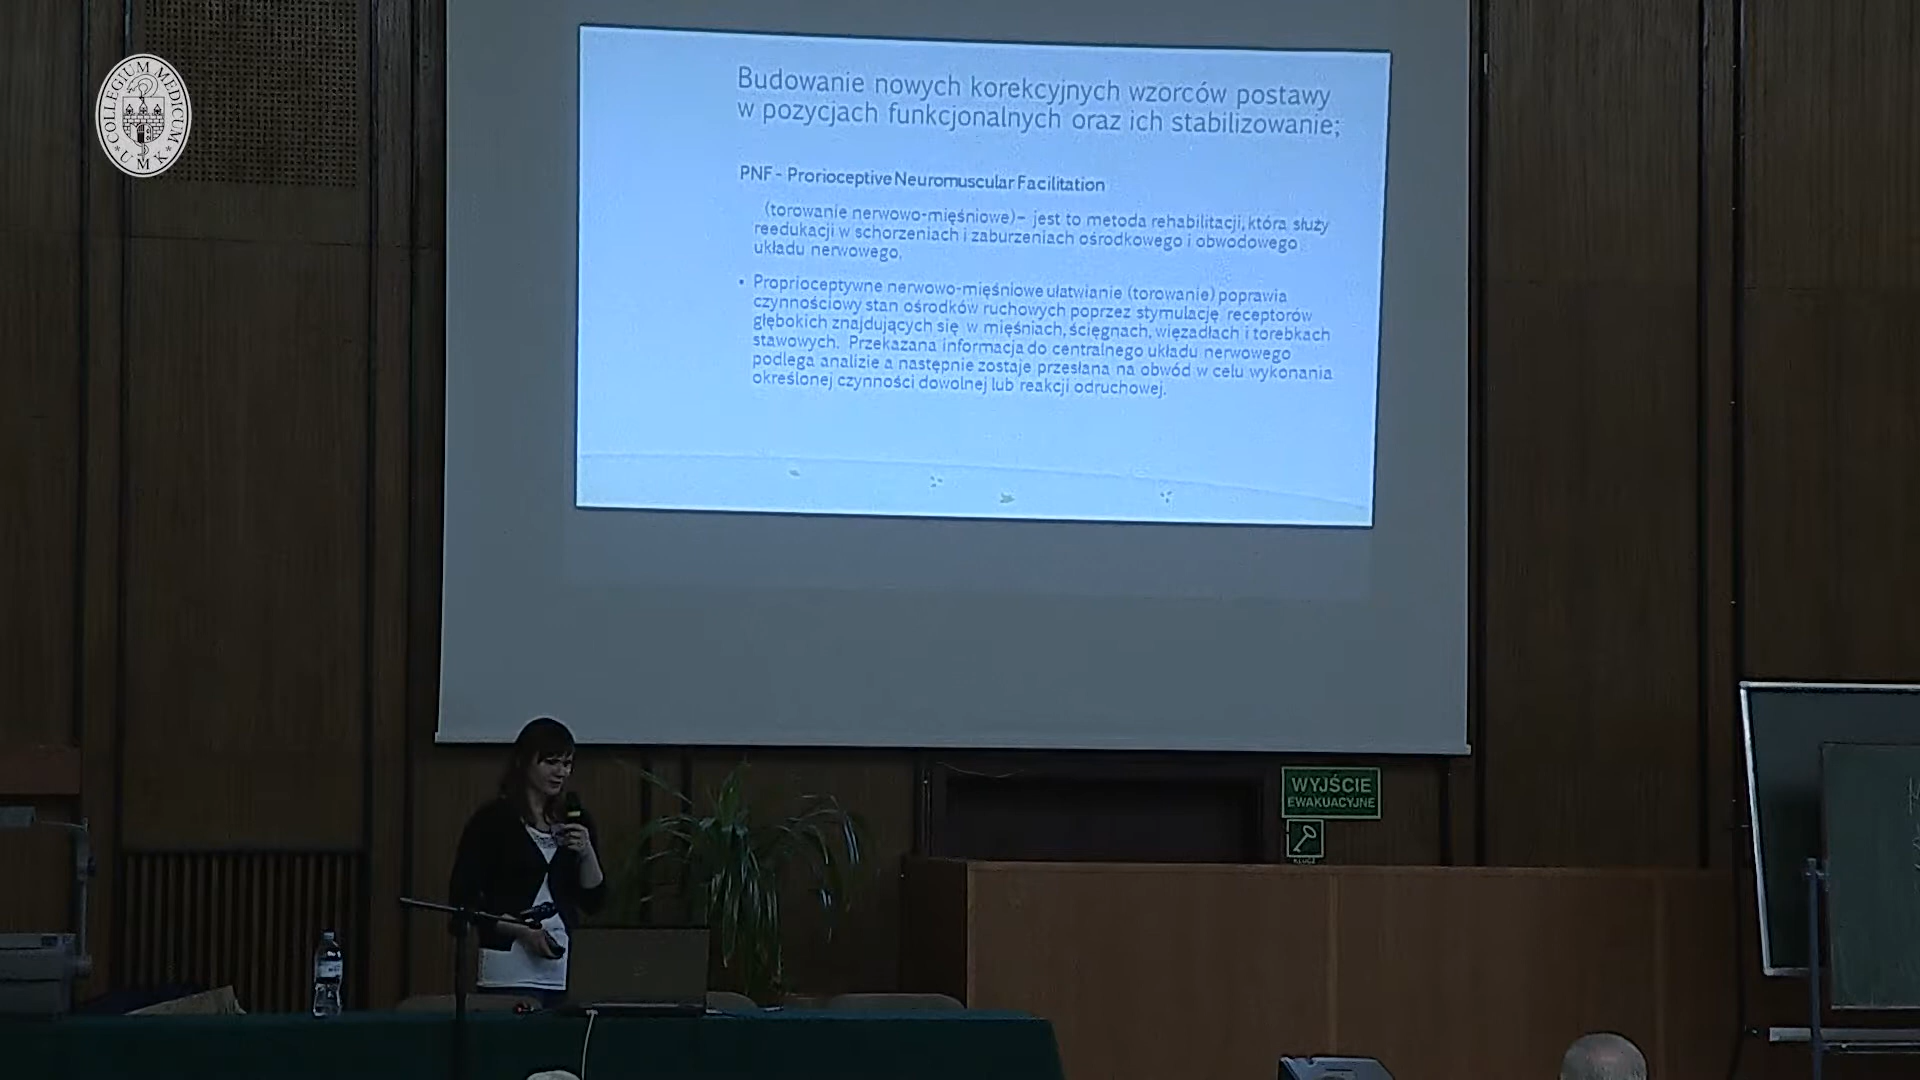 COLLEGIUM MEDICUM
* UMK *
Budowanie nowych korekcyjnych wzorców postawy
w pozycjach funkcjonalnych oraz ich stabilizowanie;
PNF - Prorioceptive Neuromuscular Facilitation
(torowanie nerwowo-mięśniowe)– jest to metoda rehabilitacji, która służy
reedukacji w schorzeniach i zaburzeniach ośrodkowego i obwodowego
układu nerwowego,
• Proprioceptywne nerwowo-mięśniowe ułatwianie (torowanie) poprawia
czynnościowy stan ośrodków ruchowych poprzez stymulację receptorów
głębokich znajdujących się w mięśniach, ścięgnach, więzadłach i torebkach
stawowych. Przekazana informacja do centralnego układu nerwowego
podlega analizie a następnie zostaje przesłana na obwód w celu wykonania
określonej czynności dowolnej lub reakcji odruchowej.
WYJŚCIE
EWAKUACYJNE
KLUCZ